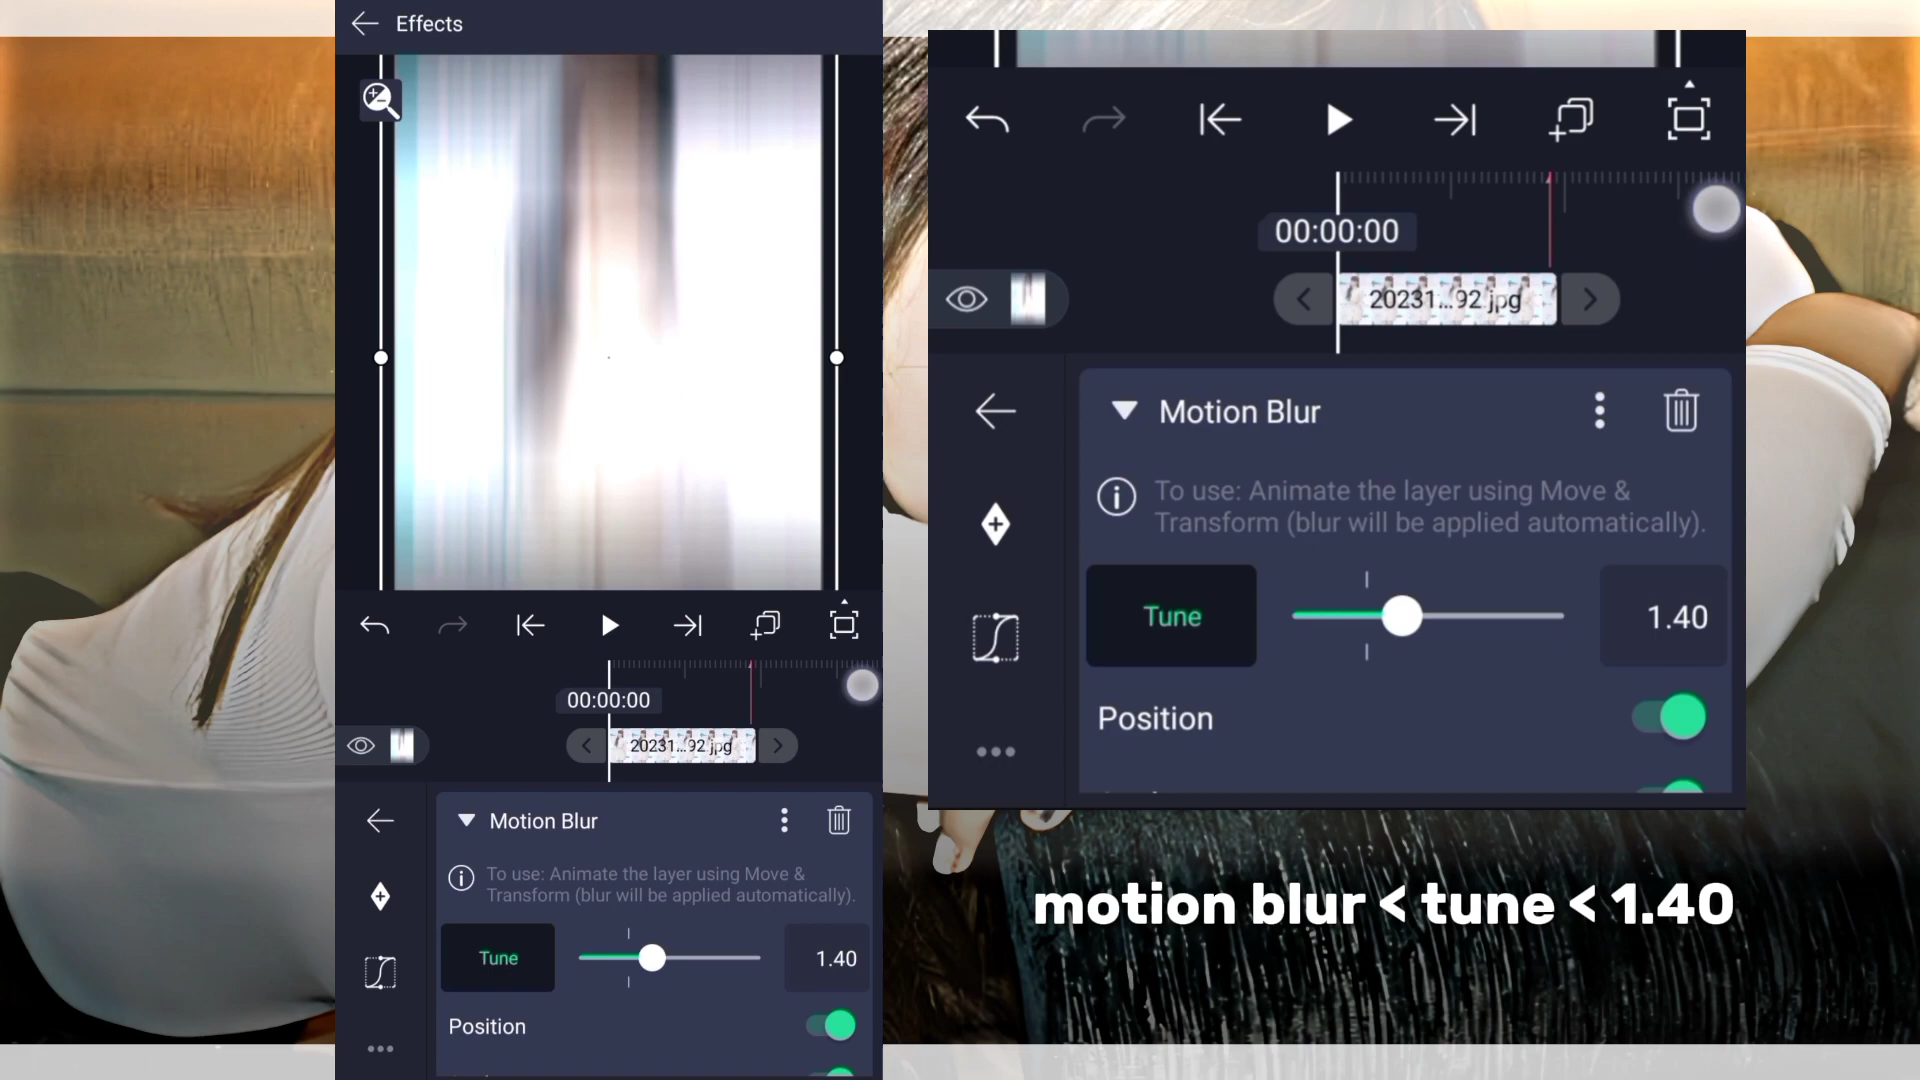 Effects
00:00:00
20231...92.jpg
Motion Blur
To use: Animate the layer using Move &
Transform (blur will be applied automatically).
Tune
1.40
Position
00:00:00
20231...92.jpg
Motion Blur
To use: Animate the layer using Move &
Transform (blur will be applied automatically).
Tune
1.40
Position
motion blur < tune < 1.40